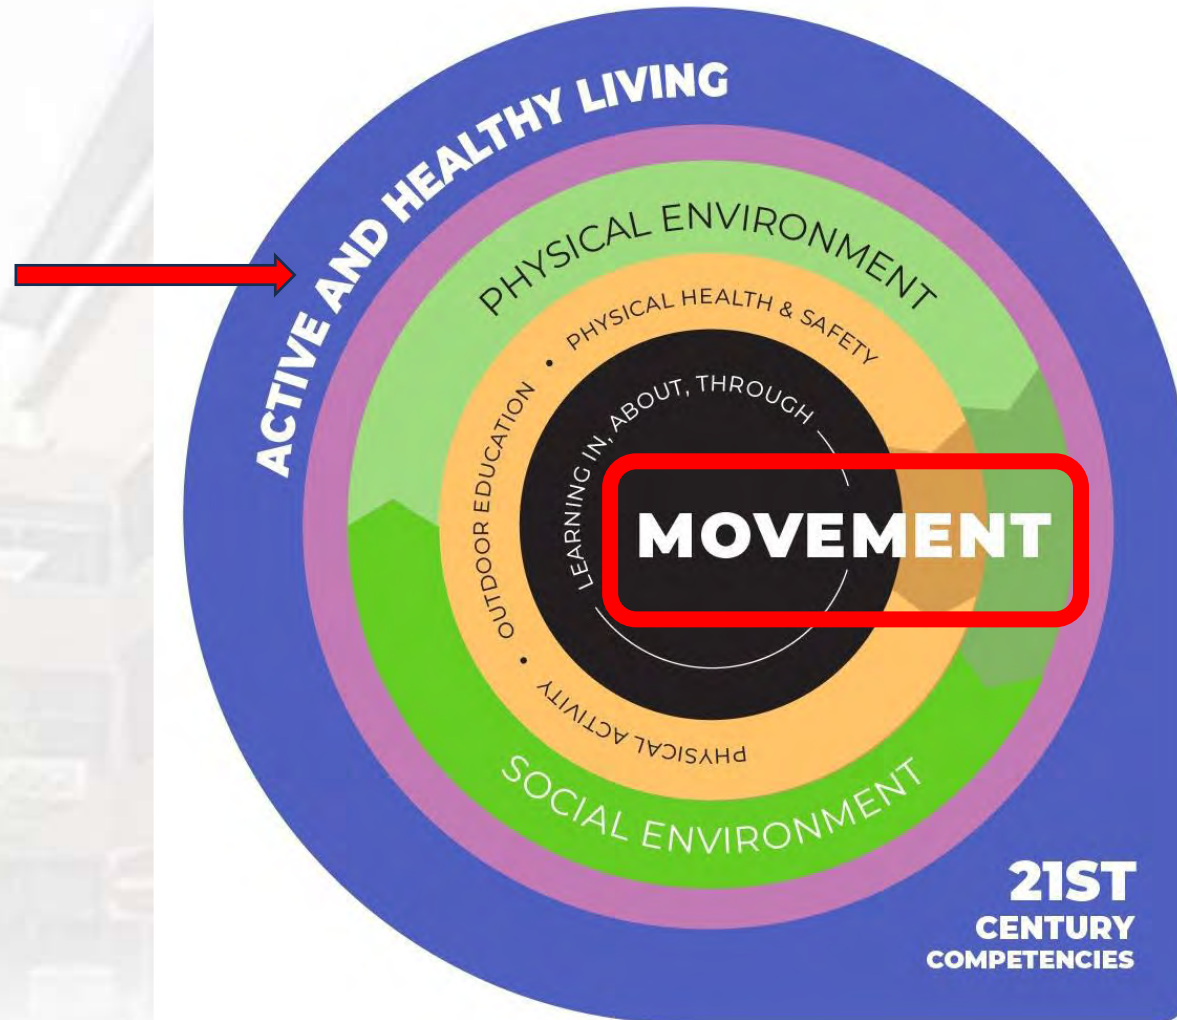 ACTIVE AND HEALTHY LIVING
PHYSICAL ENVIRONMENT
PHYSICAL HEALTH & SAFETY
OUTDOOR EDUCATION •
PHYSICAL ACTIVITY •
LEARNING IN, ABOUT, THROUGH
MOVEMENT
SOCIAL ENVIRONMENT
21ST
CENTURY
COMPETENCIES